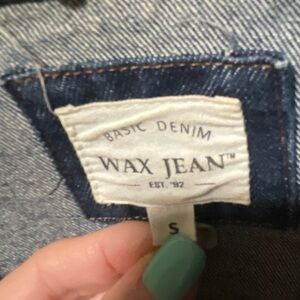 BASIC DENIM
WAX JEAN™
EST. '92
S